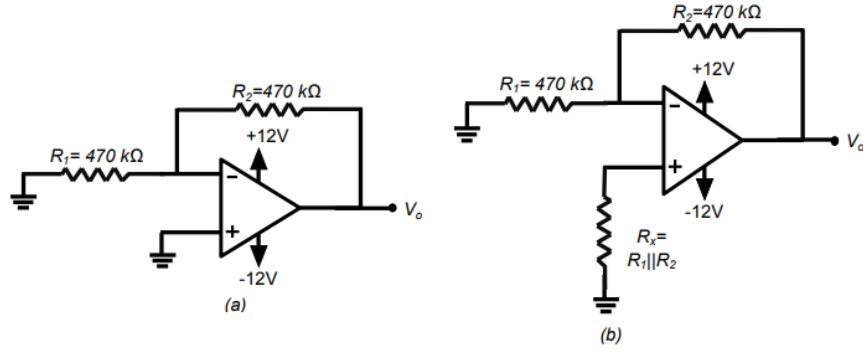 R₂=470 kΩ
+12V
R₁= 470 kΩ
−
+
Vₒ
-12V
(a)
R₂=470 kΩ
+12V
R₁= 470 kΩ
−
+
Vₒ
-12V
Rₓ=
R₁||R₂
(b)